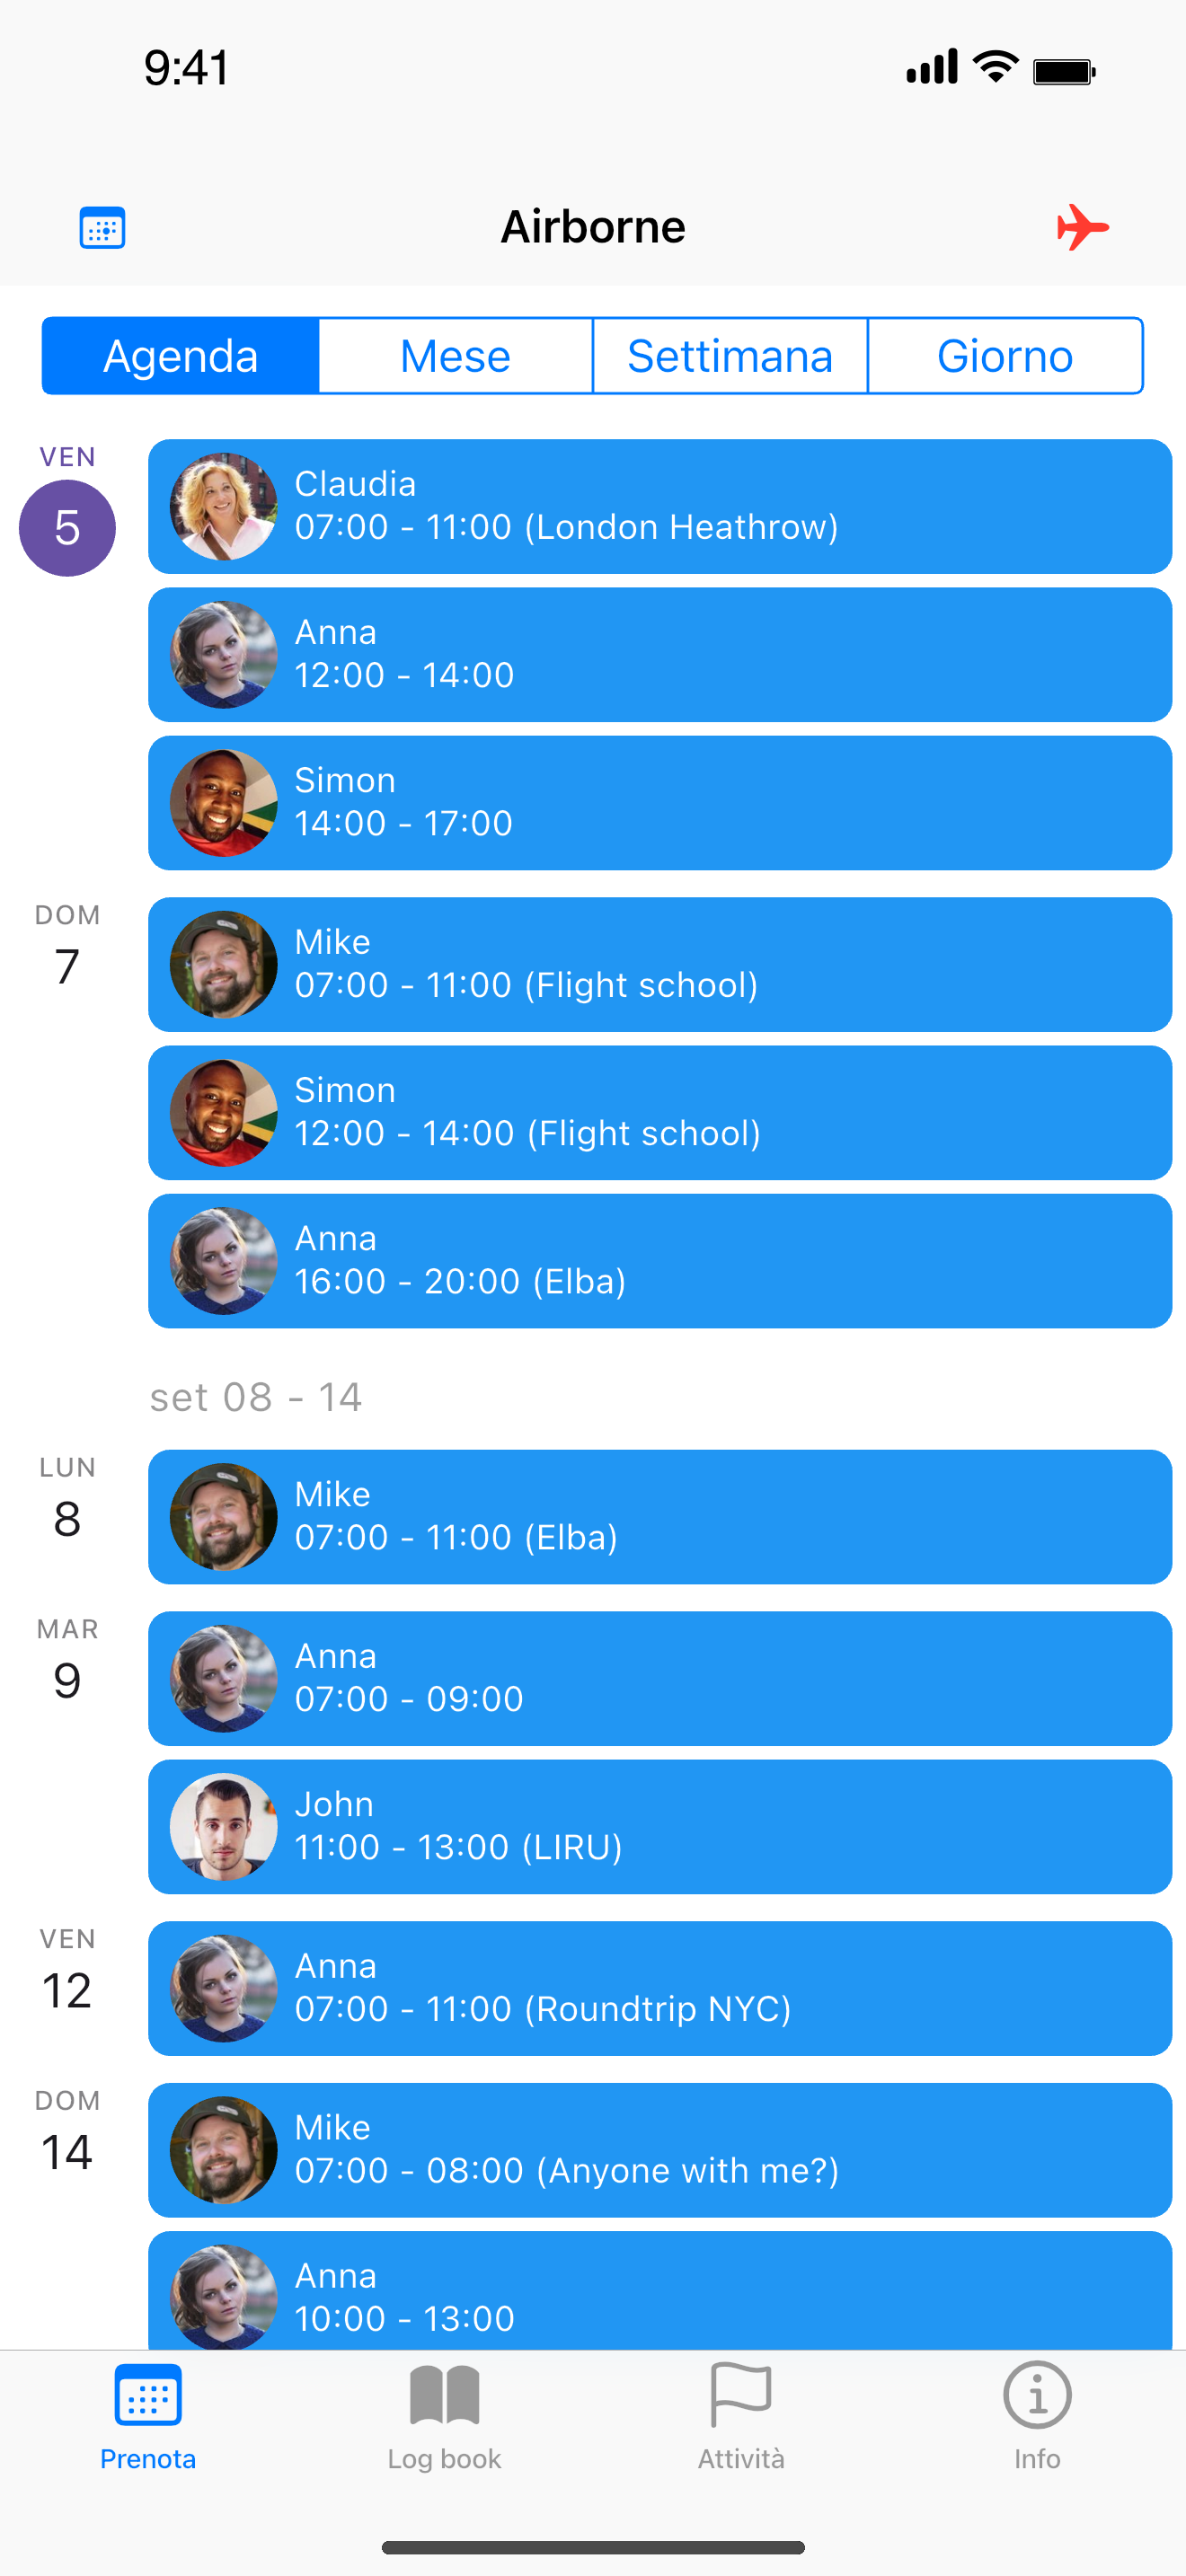 9:41
Airborne
Agenda
Mese
Settimana
Giorno
VEN
5
Claudia
07:00 - 11:00 (London Heathrow)
Anna
12:00 - 14:00
Simon
14:00 - 17:00
DOM
7
Mike
07:00 - 11:00 (Flight school)
Simon
12:00 - 14:00 (Flight school)
Anna
16:00 - 20:00 (Elba)
set 08 - 14
LUN
8
Mike
07:00 - 11:00 (Elba)
MAR
9
Anna
07:00 - 09:00
John
11:00 - 13:00 (LIRU)
VEN
12
Anna
07:00 - 11:00 (Roundtrip NYC)
DOM
14
Mike
07:00 - 08:00 (Anyone with me?)
Anna
10:00 - 13:00
Prenota
Log book
Attività
Info